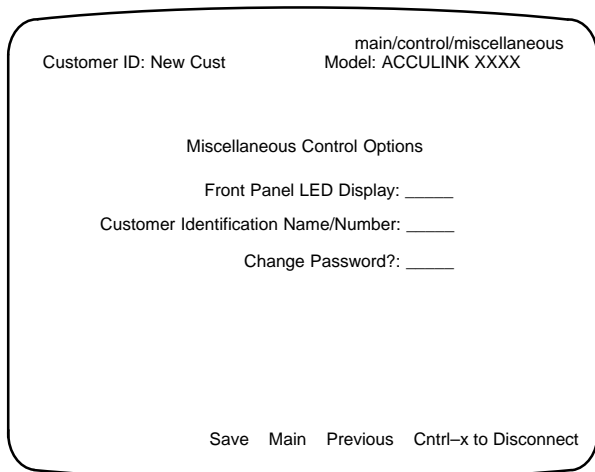 main/control/miscellaneous
Customer ID: New Cust Model: ACCULINK XXXX
Miscellaneous Control Options
Front Panel LED Display: _____
Customer Identification Name/Number: _____
Change Password?: _____
Save Main Previous Cntrl–x to Disconnect